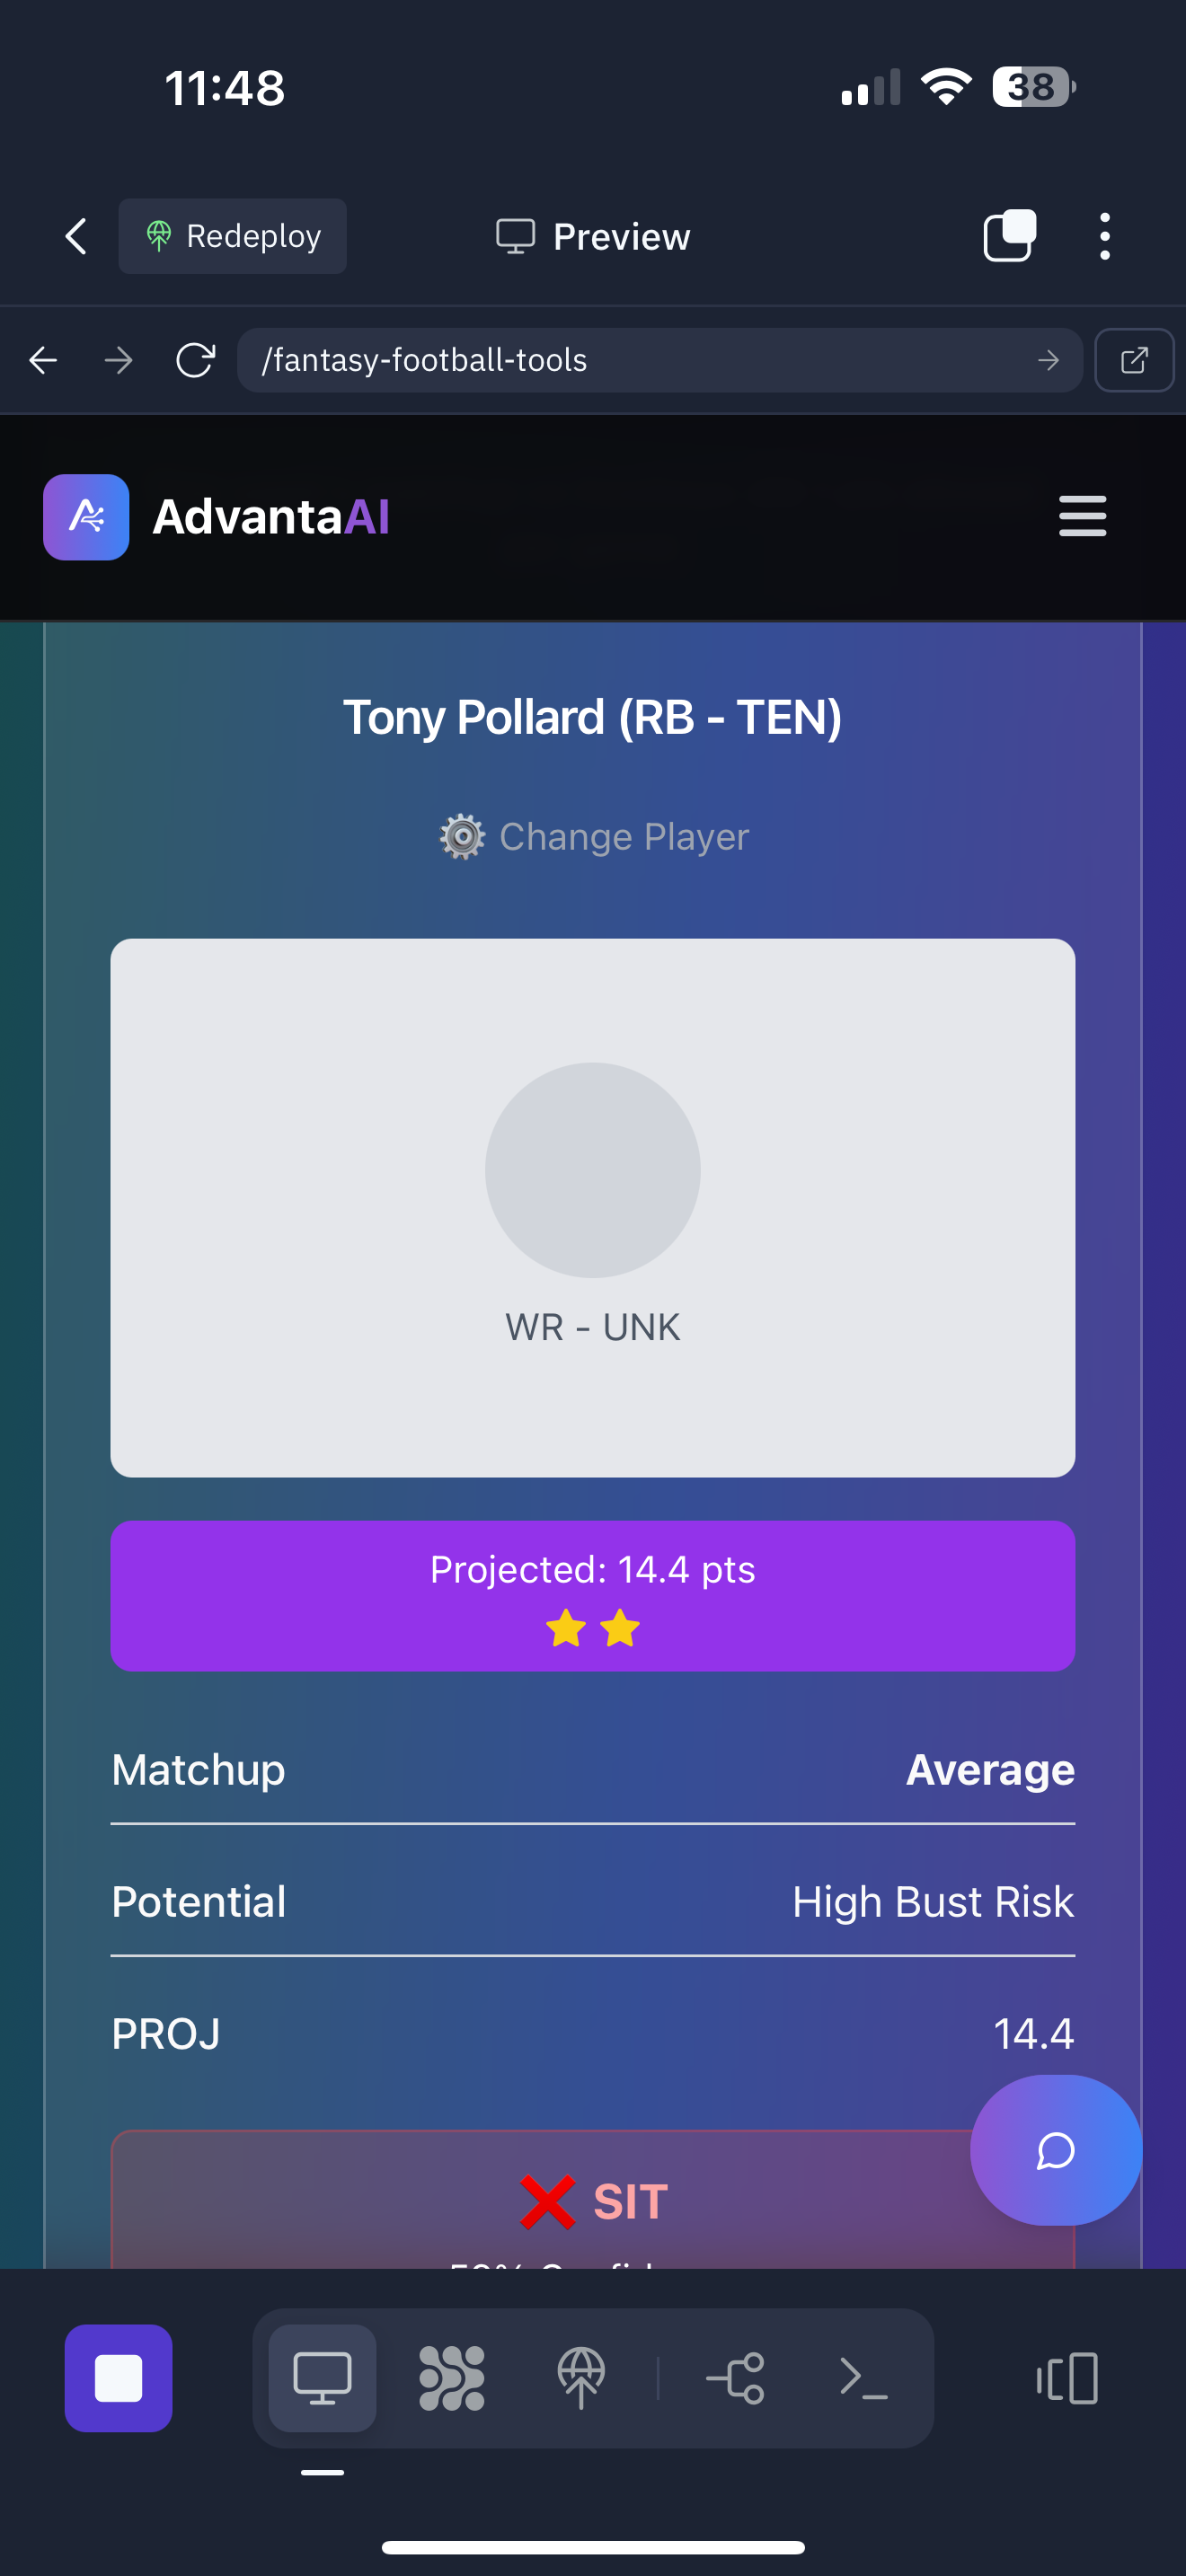 11:48
38
Redeploy
Preview
/fantasy-football-tools
AdvantaAI
Tony Pollard (RB - TEN)
Change Player
WR - UNK
Projected: 14.4 pts
Matchup
Average
Potential
High Bust Risk
PROJ
14.4
SIT